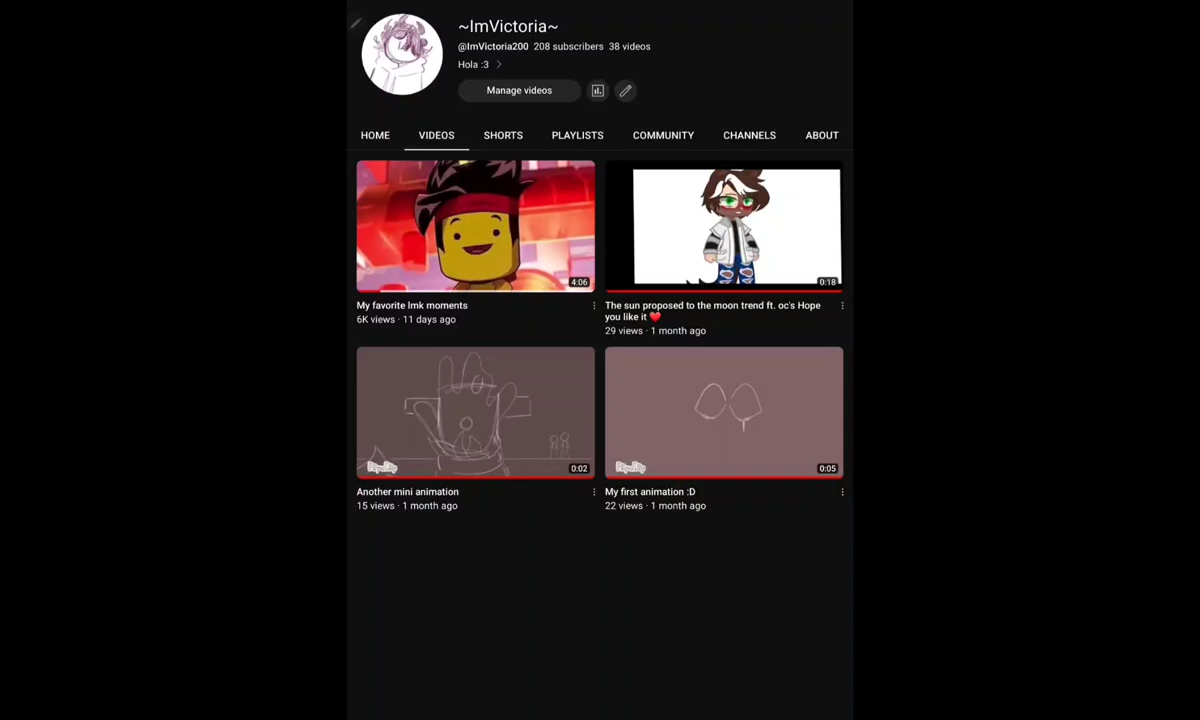 ~ImVictoria~
@ImVictoria200 208 subscribers 38 videos
Hola :3
Manage videos
HOME VIDEOS SHORTS PLAYLISTS COMMUNITY CHANNELS ABOUT
4:06
My favorite lmk moments
6K views · 11 days ago
0:18
The sun proposed to the moon trend ft. oc's Hope
you like it ❤️
29 views · 1 month ago
FlipaClip
0:02
Another mini animation
15 views · 1 month ago
FlipaClip
0:05
My first animation :D
22 views · 1 month ago